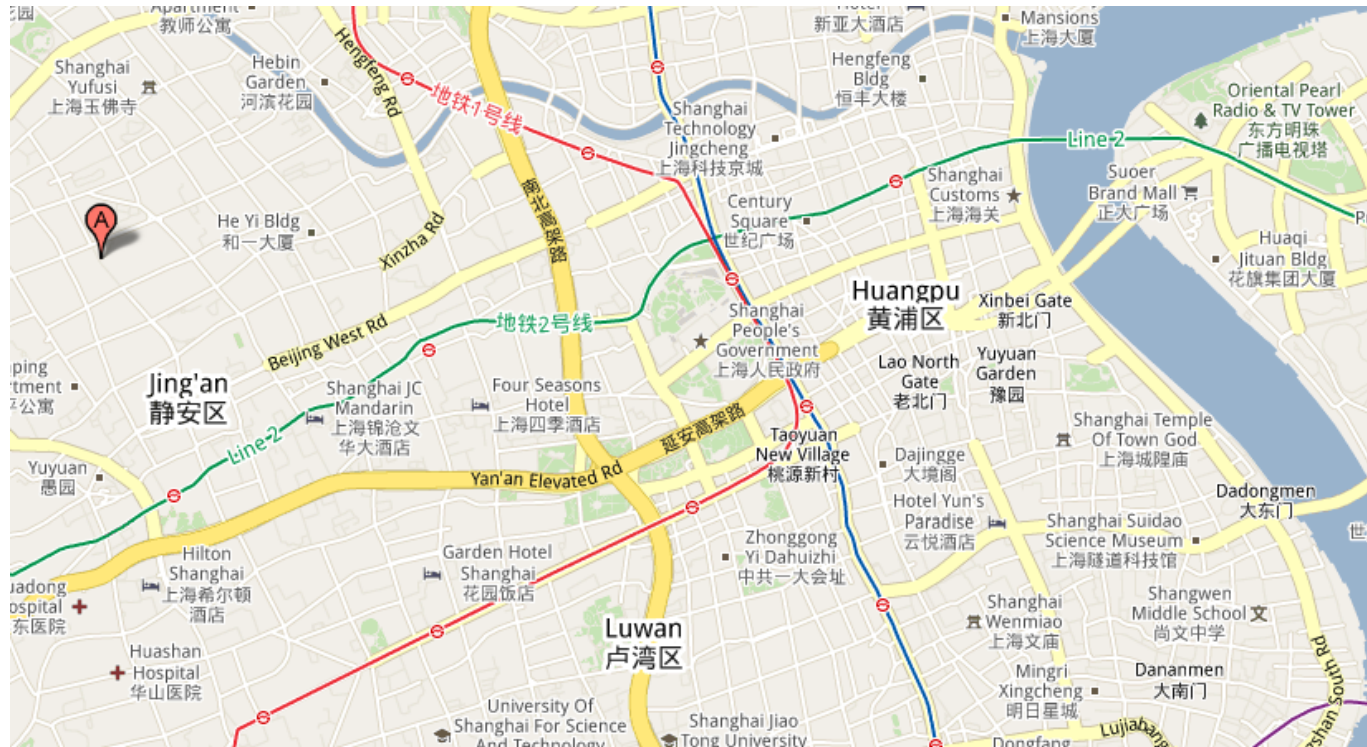 花园
Apartment
教师公寓
Hengfeng Rd
Hebin
Garden
河滨花园
Shanghai
Yufusi
上海玉佛寺
地铁1号线
南北高架路
新亚大酒店
Mansions
上海大厦
Hengfeng
Bldg
恒丰大楼
Shanghai
Technology
Jingcheng
上海科技京城
Line 2
Oriental Pearl
Radio & TV Tower
东方明珠
广播电视塔
Shanghai
Customs
上海海关
Suoer
Brand Mall
正大广场
Century
Square
世纪广场
A
He Yi Bldg
和一大厦
Xinzha Rd
Huaqi
Jituan Bldg
花旗集团大厦
Beijing West Rd
地铁2号线
Shanghai
People's
Government
上海人民政府
Huangpu
黄浦区
Xinbei Gate
新北门
Lao North
Gate
老北门
Yuyuan
Garden
豫园
平公寓
Jing'an
静安区
Shanghai JC
Mandarin
上海锦沧文
华大酒店
Four Seasons
Hotel
上海四季酒店
延安高架路
Line 2
Yan'an Elevated Rd
Taoyuan
New Village
桃源新村
Dajingge
大境阁
Shanghai Temple
Of Town God
上海城隍庙
Yuyuan
愚园
Hotel Yun's
Paradise
云悦酒店
Dadongmen
大东门
Shanghai Suidao
Science Museum
上海隧道科技馆
世
Hilton
Shanghai
上海希尔顿
酒店
Garden Hotel
Shanghai
花园饭店
Zhonggong
Yi Dahuizhi
中共一大会址
东医院
Huashan
Hospital
华山医院
Luwan
卢湾区
Shanghai
Wenmiao
上海文庙
Shangwen
Middle School
尚文中学
文
Mingri
Xingcheng
明日星城
Dananmen
大南门
University Of
Shanghai For Science
And Technology
Shanghai Jiao
Tong University
Dongfang
Lujiabang
South Rd